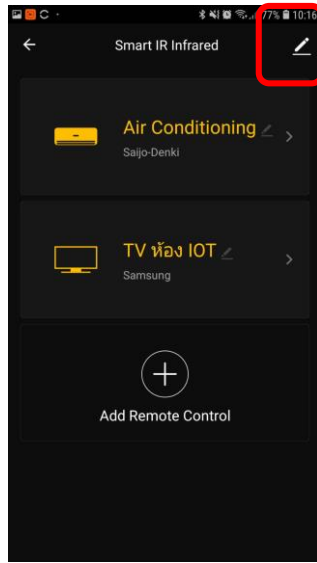 77% 10:16
Smart IR Infrared
Air Conditioning
Saijo-Denki
TV ห้อง IOT
Samsung
Add Remote Control